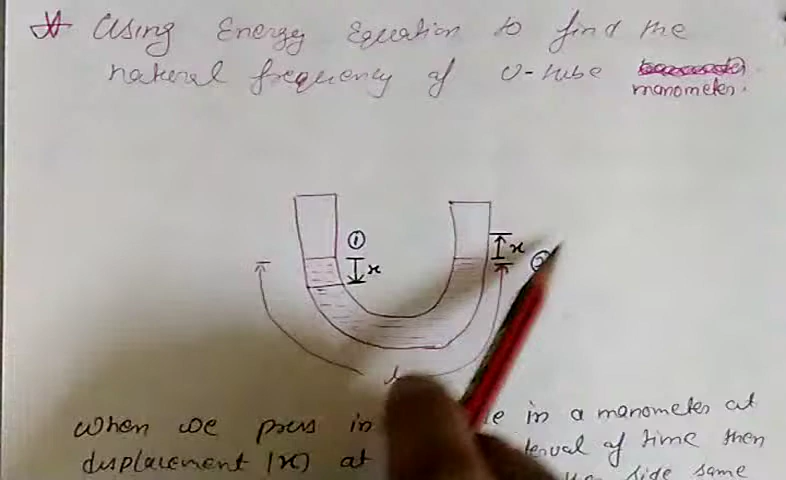 Using Energy Equation to find the
natural frequency of U-tube
manometer.
① x
x
l
When we press in in a manometer at
displacement (x) at terval of time then
side same